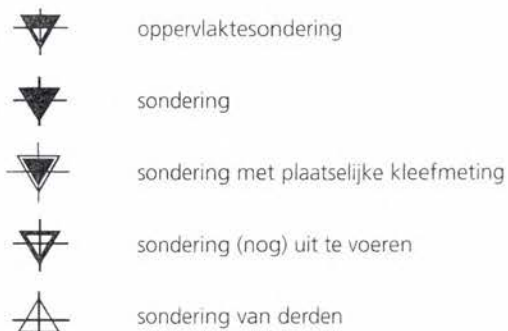 oppervlaktesondering
sondering
sondering met plaatselijke kleefmeting
sondering (nog) uit te voeren
sondering van derden